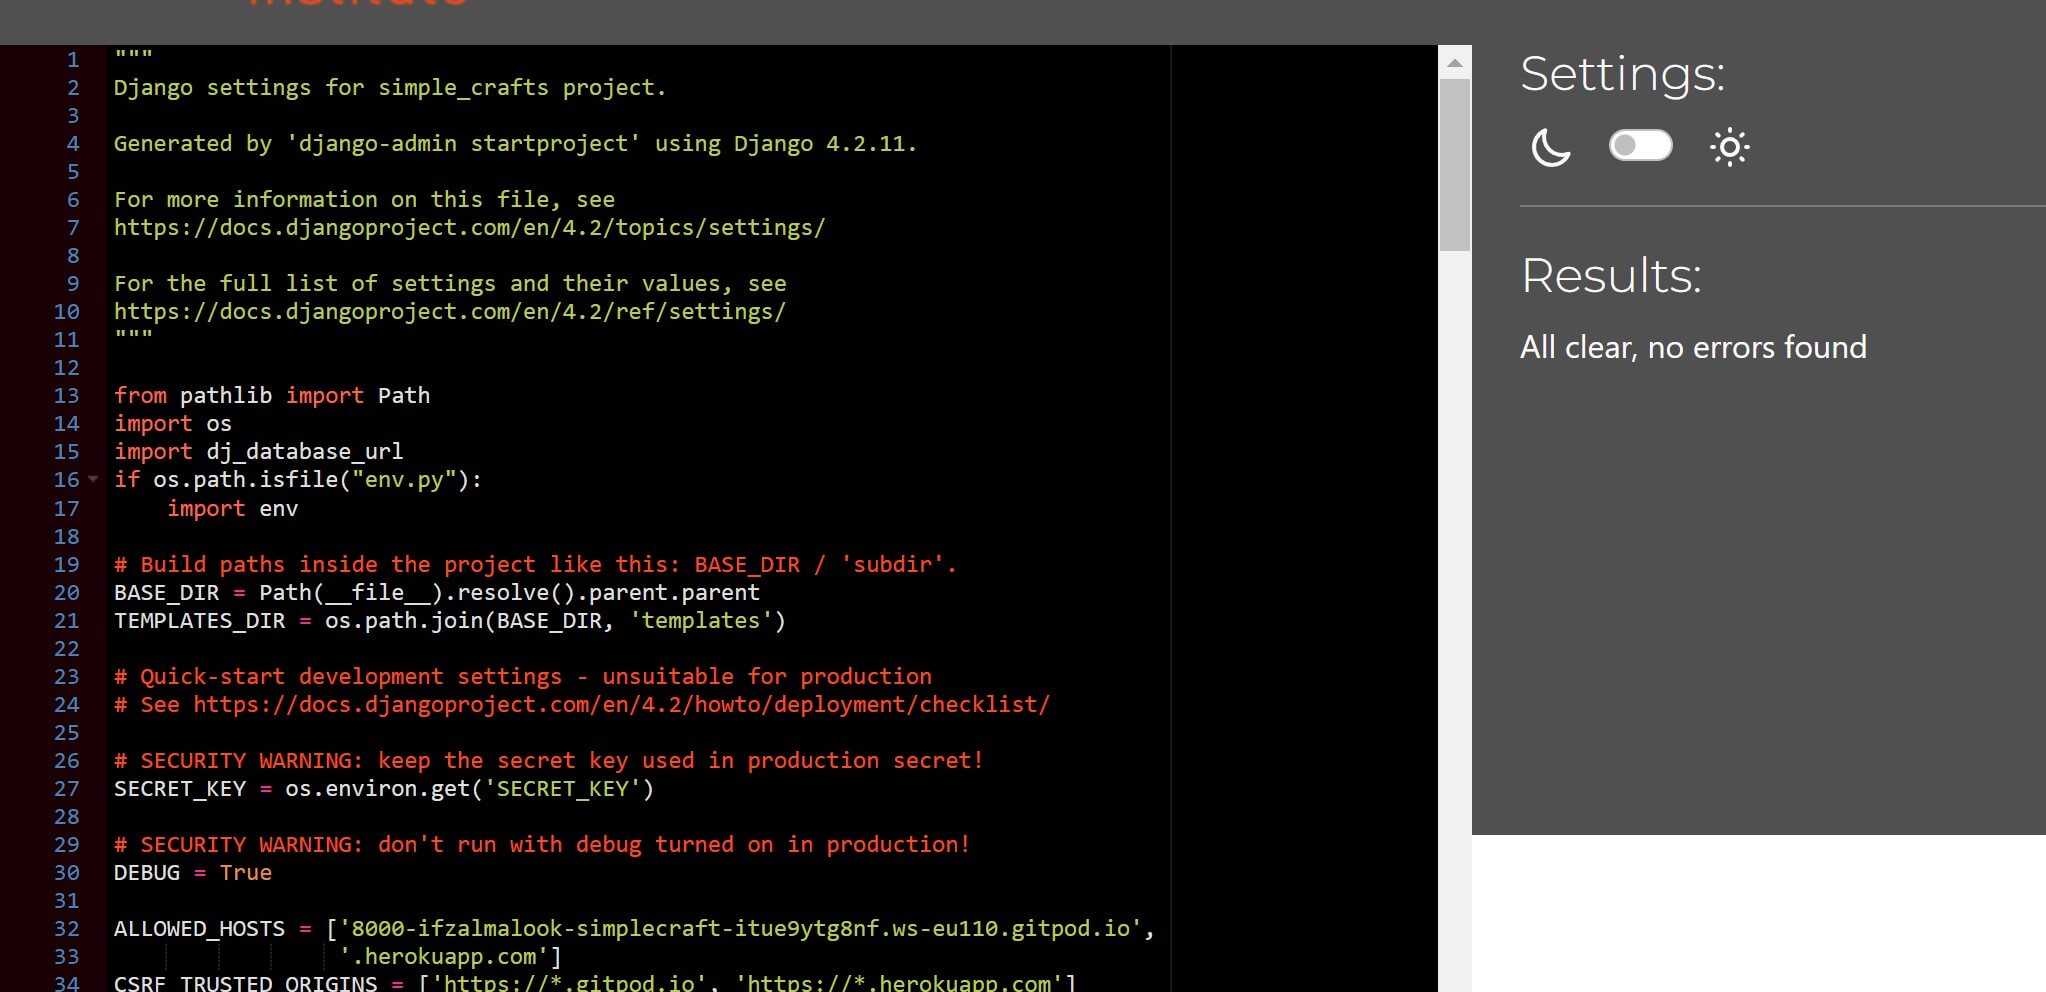 institute
1 """
2 Django settings for simple_crafts project.
3
4 Generated by 'django-admin startproject' using Django 4.2.11.
5
6 For more information on this file, see
7 https://docs.djangoproject.com/en/4.2/topics/settings/
8
9 For the full list of settings and their values, see
10 https://docs.djangoproject.com/en/4.2/ref/settings/
11 """
12
13 from pathlib import Path
14 import os
15 import dj_database_url
16 if os.path.isfile("env.py"):
17     import env
18
19 # Build paths inside the project like this: BASE_DIR / 'subdir'.
20 BASE_DIR = Path(__file__).resolve().parent.parent
21 TEMPLATES_DIR = os.path.join(BASE_DIR, 'templates')
22
23 # Quick-start development settings - unsuitable for production
24 # See https://docs.djangoproject.com/en/4.2/howto/deployment/checklist/
25
26 # SECURITY WARNING: keep the secret key used in production secret!
27 SECRET_KEY = os.environ.get('SECRET_KEY')
28
29 # SECURITY WARNING: don't run with debug turned on in production!
30 DEBUG = True
31
32 ALLOWED_HOSTS = ['8000-ifzalmalook-simplecraft-itue9ytg8nf.ws-eu110.gitpod.io',
33                  '.herokuapp.com']
34 CSRF_TRUSTED_ORIGINS = ['https://*.gitpod.io', 'https://*.herokuapp.com']
Settings:
Results:
All clear, no errors found